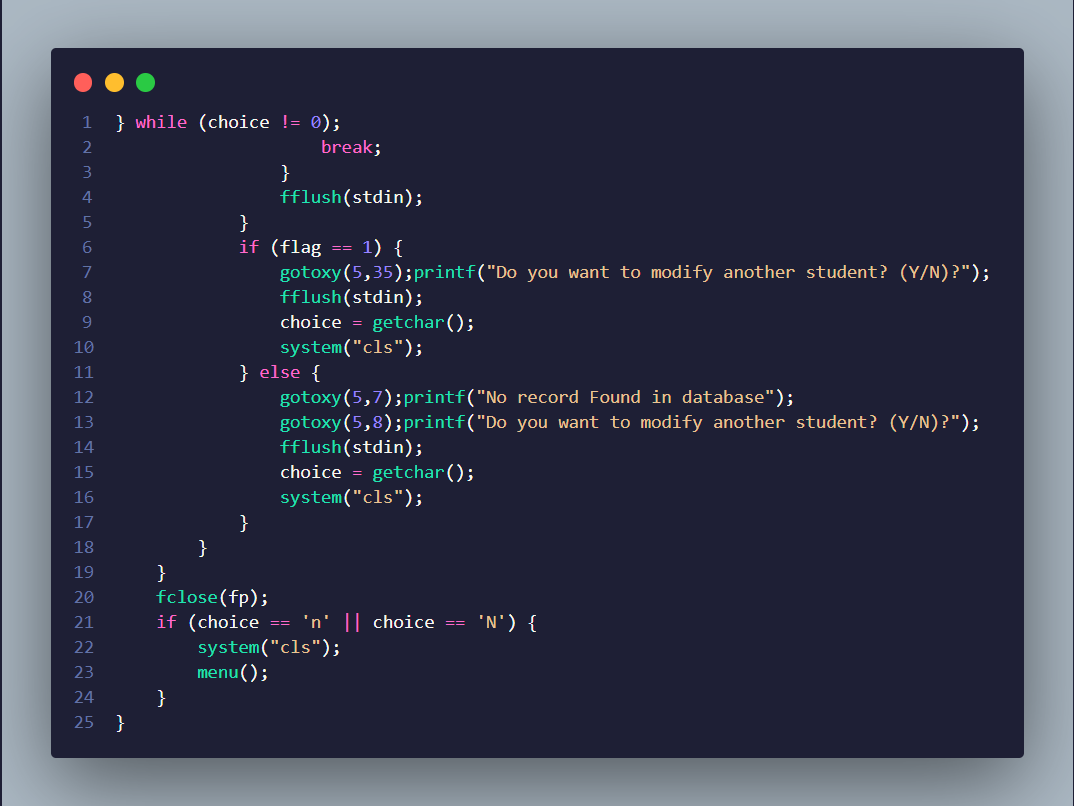 1 } while (choice != 0);
2 break;
3 }
4 fflush(stdin);
5 }
6 if (flag == 1) {
7 gotoxy(5,35);printf("Do you want to modify another student? (Y/N)?");
8 fflush(stdin);
9 choice = getchar();
10 system("cls");
11 } else {
12 gotoxy(5,7);printf("No record Found in database");
13 gotoxy(5,8);printf("Do you want to modify another student? (Y/N)?");
14 fflush(stdin);
15 choice = getchar();
16 system("cls");
17 }
18 }
19 }
20 fclose(fp);
21 if (choice == 'n' || choice == 'N') {
22 system("cls");
23 menu();
24 }
25 }